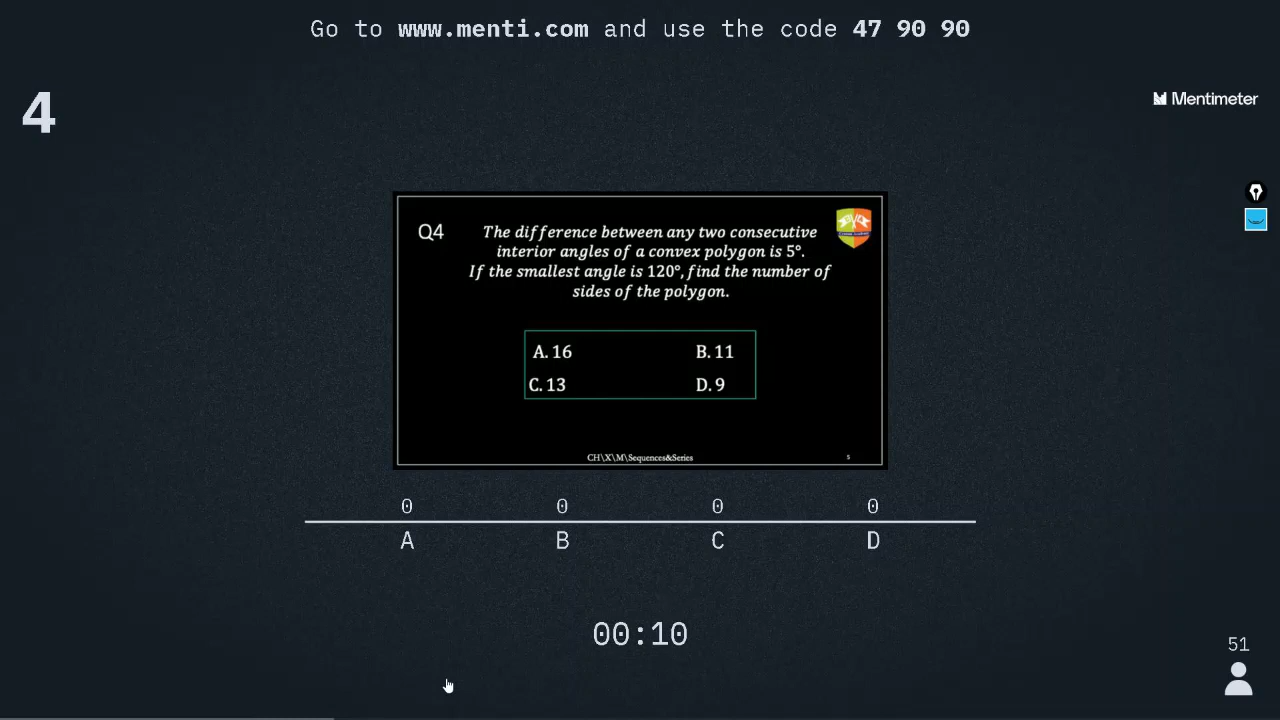 Go to www.menti.com and use the code 47 90 90
4
Mentimeter
Q4
The difference between any two consecutive
interior angles of a convex polygon is 5°.
If the smallest angle is 120°, find the number of
sides of the polygon.
A. 16 B. 11
C. 13 D. 9
CH\X\M\Sequences&Series
5
0 0 0 0
A B C D
00:10
51